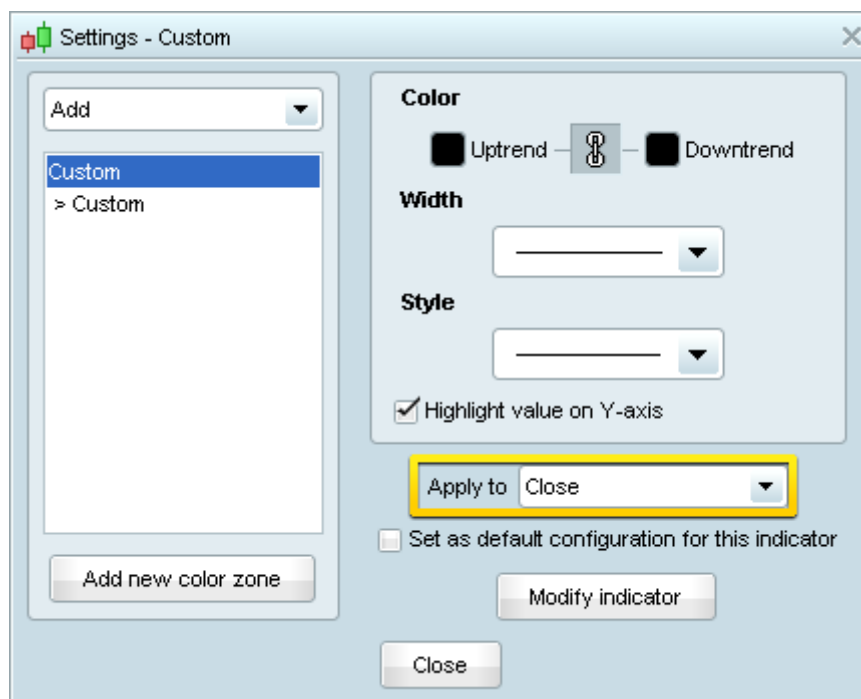 Settings - Custom
Add
Custom
> Custom
Add new color zone
Color
Uptrend
Downtrend
Width
Style
Highlight value on Y-axis
Apply to Close
Set as default configuration for this indicator
Modify indicator
Close